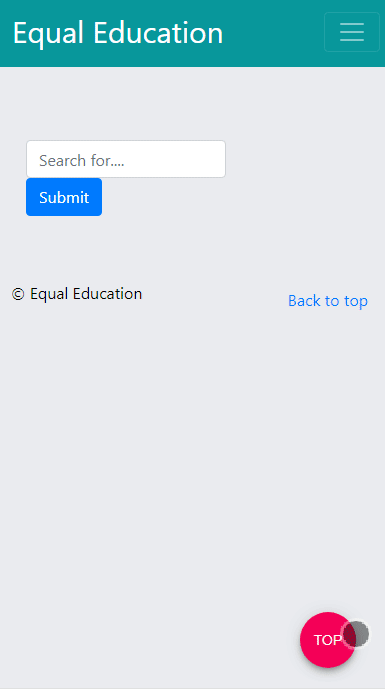 Equal Education
Search for....
Submit
© Equal Education
Back to top
TOP